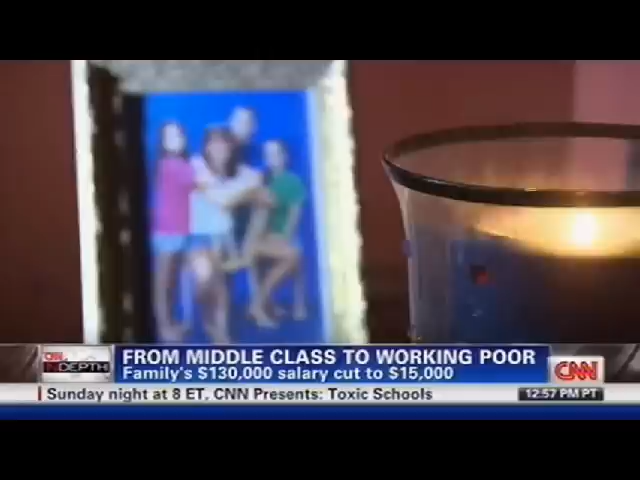 CNN
IN DEPTH
FROM MIDDLE CLASS TO WORKING POOR
Family's $130,000 salary cut to $15,000
CNN
Sunday night at 8 ET, CNN Presents: Toxic Schools
12:57 PM PT